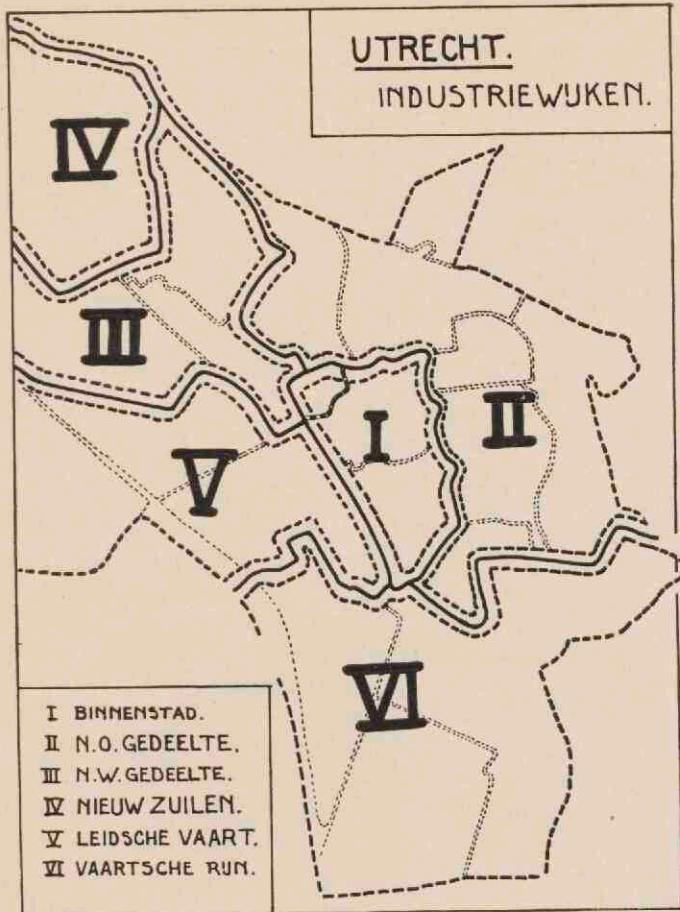 UTRECHT.
INDUSTRIEWIJKEN.
IV
III
I
II
V
VI
I BINNENSTAD.
II N.O. GEDEELTE.
III N.W. GEDEELTE.
IV NIEUW ZUILEN.
V LEIDSCHE VAART.
VI VAARTSCHE RIJN.